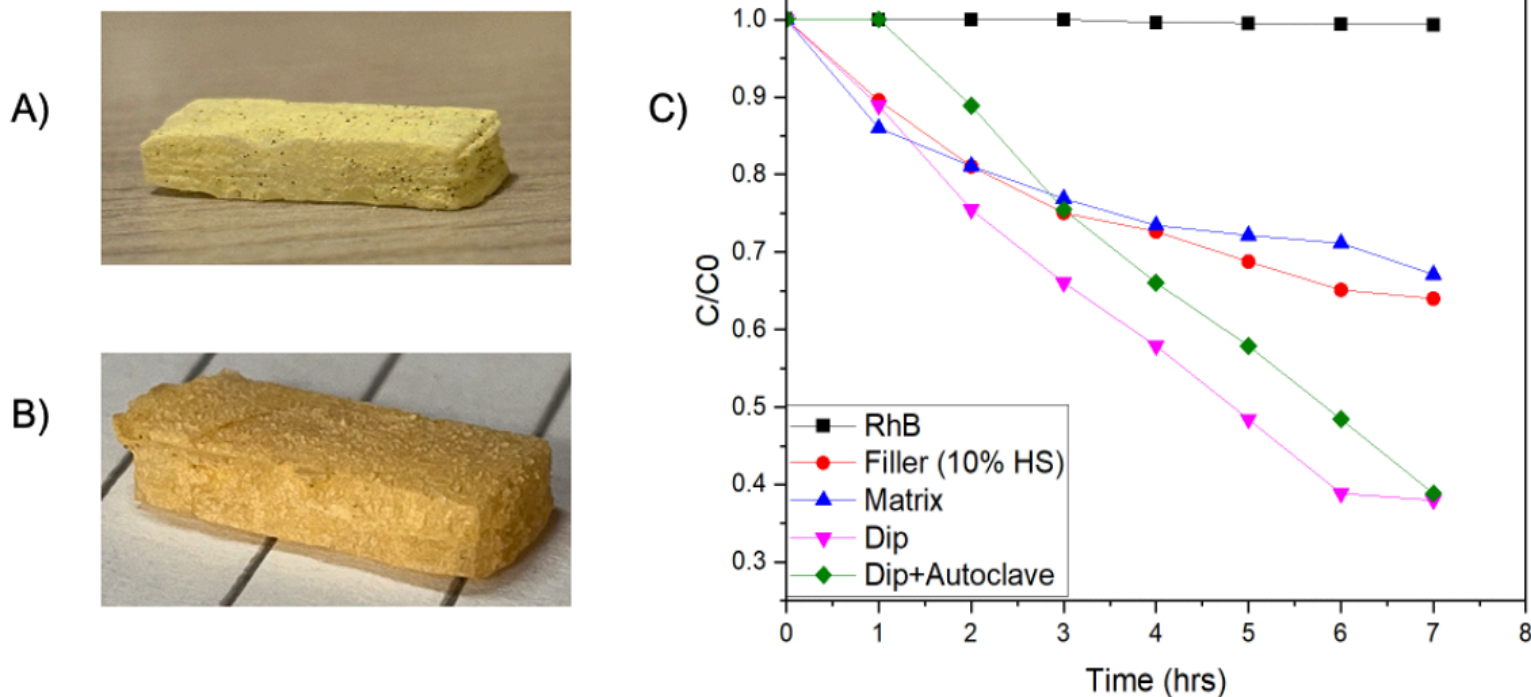 A)
B)
C)
1.0
0.9
0.8
0.7
0.6
0.5
0.4
0.3
C/C0
RhB
Filler (10% HS)
Matrix
Dip
Dip+Autoclave
0 1 2 3 4 5 6 7 8
Time (hrs)